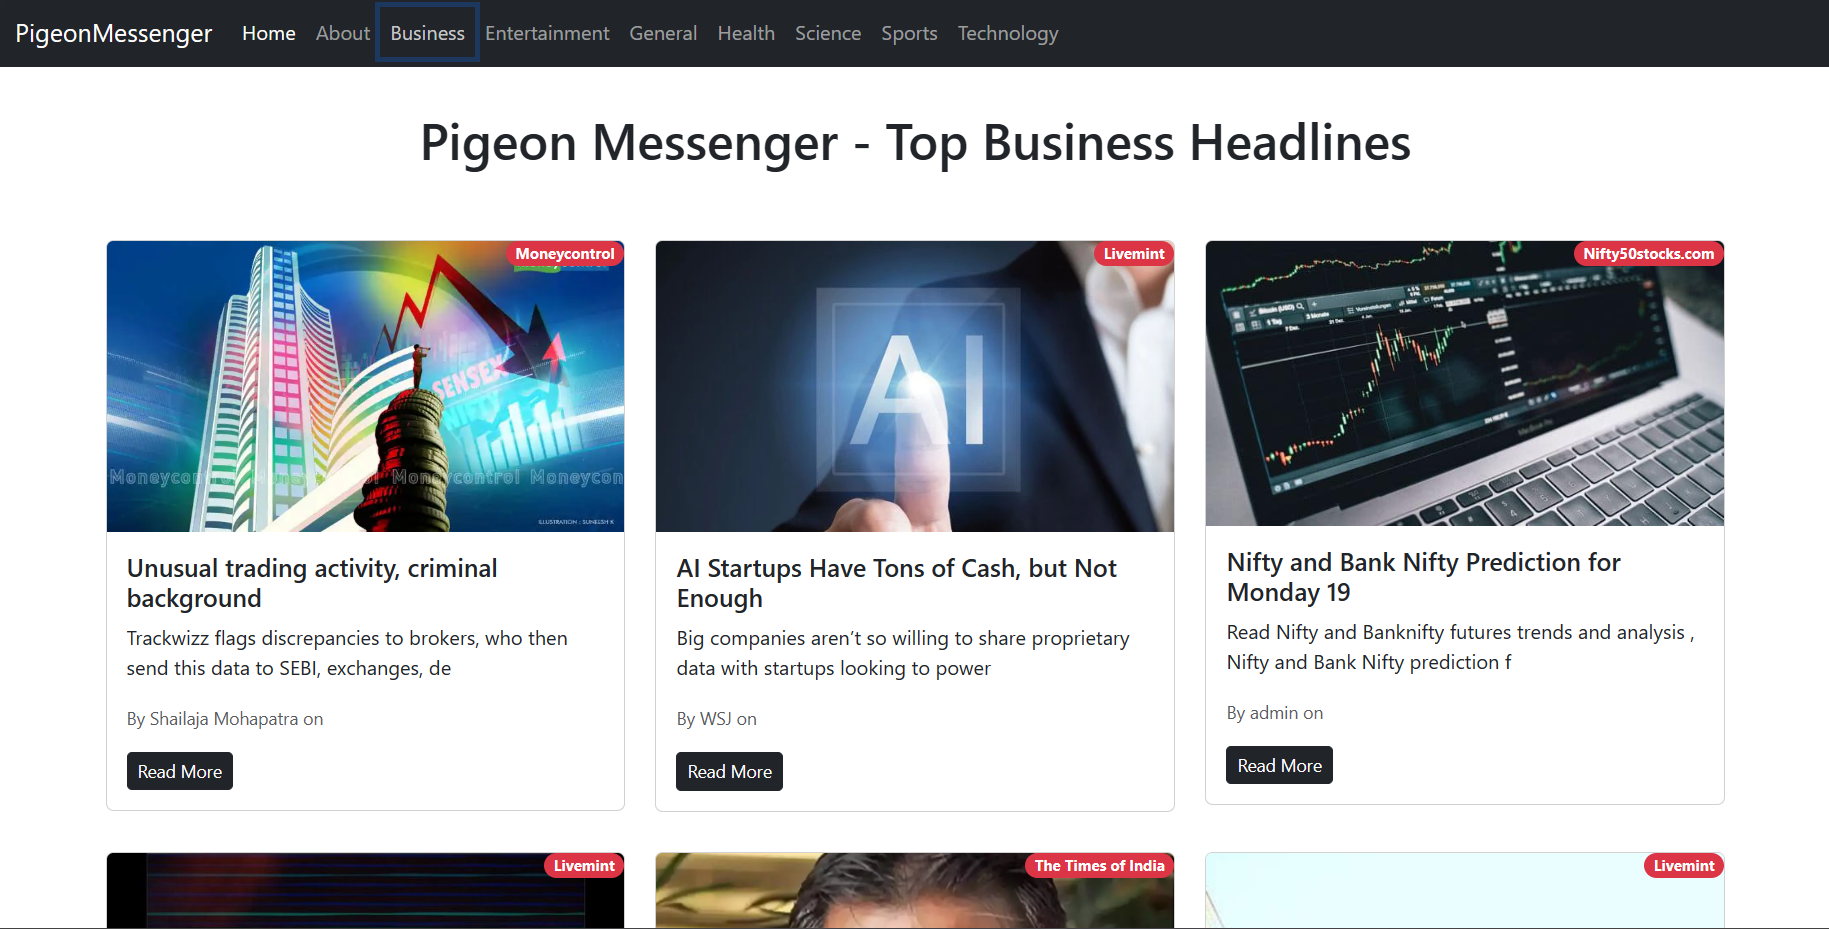 PigeonMessenger Home About Business Entertainment General Health Science Sports Technology
Pigeon Messenger - Top Business Headlines
Moneycontrol
SENSEX
Moneycontrol Moneycon
ILLUSTRATION : SUNEESH K
Unusual trading activity, criminal
background
Trackwizz flags discrepancies to brokers, who then
send this data to SEBI, exchanges, de
By Shailaja Mohapatra on
Read More
Livemint
AI
AI Startups Have Tons of Cash, but Not
Enough
Big companies aren’t so willing to share proprietary
data with startups looking to power
By WSJ on
Read More
Nifty50stocks.com
MacBook Pro
Nifty and Bank Nifty Prediction for
Monday 19
Read Nifty and Banknifty futures trends and analysis ,
Nifty and Bank Nifty prediction f
By admin on
Read More
Livemint
The Times of India
Livemint